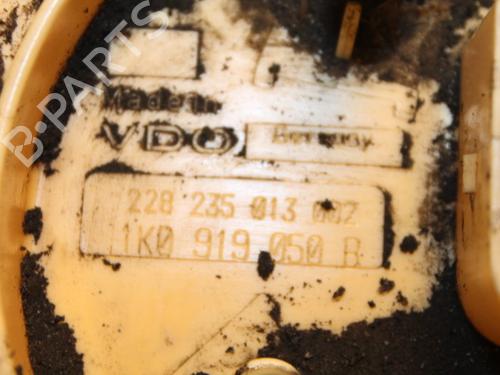 B-PARTS
Made in
VDO Germany
228 235 013 002
1K0 919 050 B